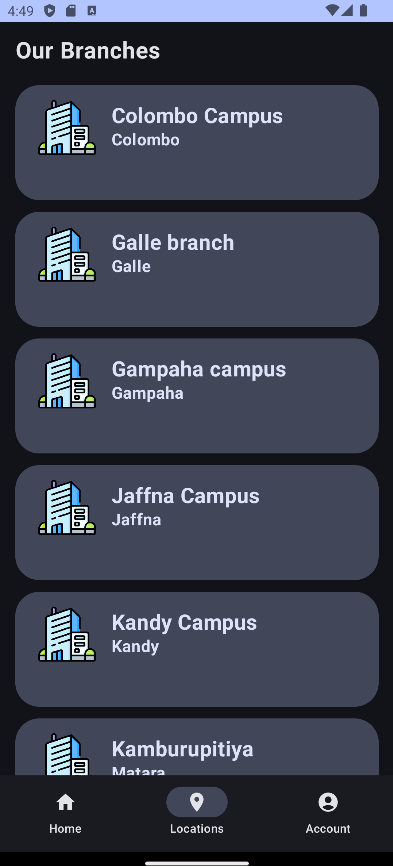 4:49
Our Branches
Colombo Campus
Colombo
Galle branch
Galle
Gampaha campus
Gampaha
Jaffna Campus
Jaffna
Kandy Campus
Kandy
Kamburupitiya
Matara
Home
Locations
Account